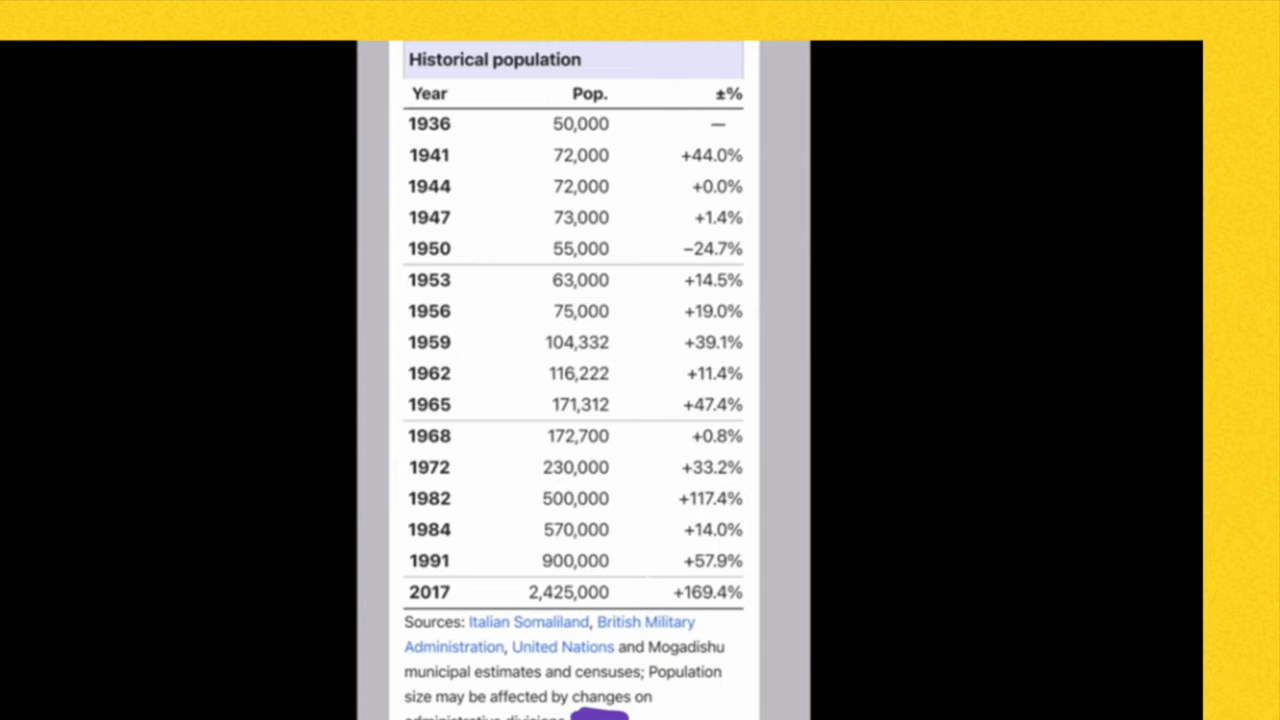 Historical population
Year Pop. ±%
1936 50,000 —
1941 72,000 +44.0%
1944 72,000 +0.0%
1947 73,000 +1.4%
1950 55,000 −24.7%
1953 63,000 +14.5%
1956 75,000 +19.0%
1959 104,332 +39.1%
1962 116,222 +11.4%
1965 171,312 +47.4%
1968 172,700 +0.8%
1972 230,000 +33.2%
1982 500,000 +117.4%
1984 570,000 +14.0%
1991 900,000 +57.9%
2017 2,425,000 +169.4%
Sources: Italian Somaliland, British Military
Administration, United Nations and Mogadishu
municipal estimates and censuses; Population
size may be affected by changes on
administrative divisions